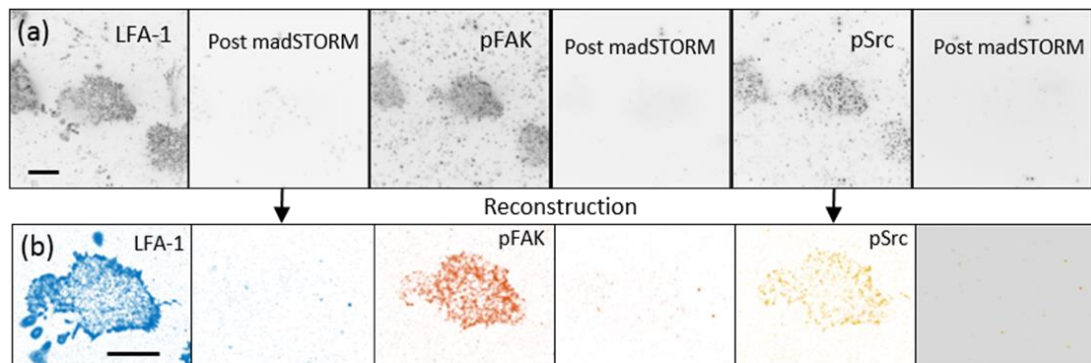 (a)
LFA-1
Post madSTORM
pFAK
Post madSTORM
pSrc
Post madSTORM
Reconstruction
(b)
LFA-1
pFAK
pSrc